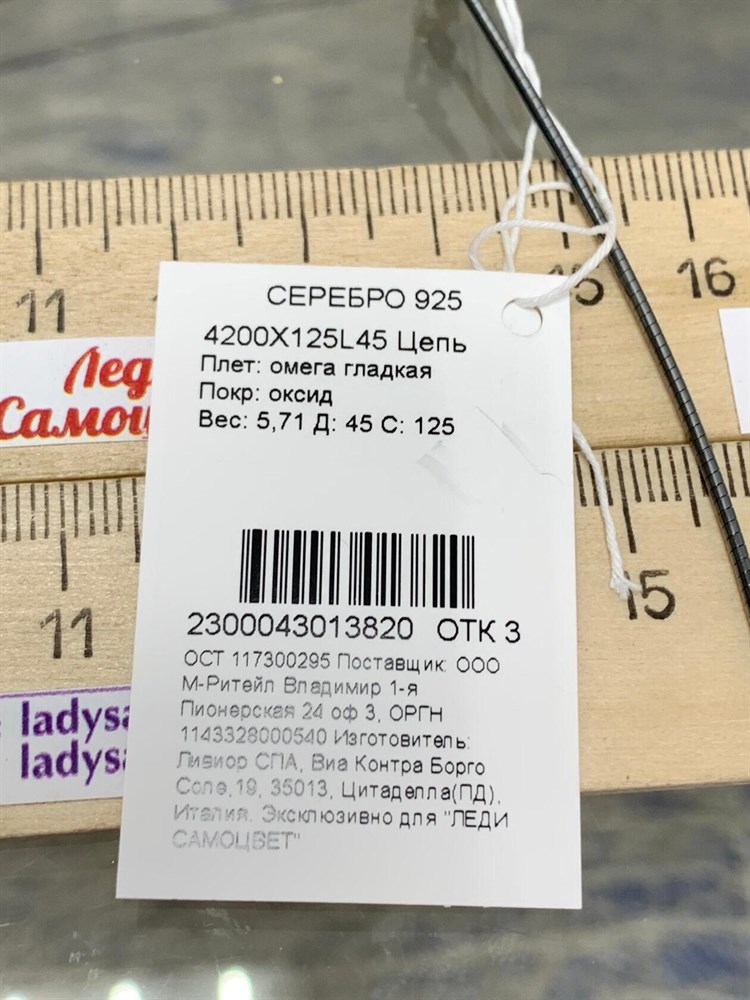 11
15
16
СЕРЕБРО 925
4200X125L45 Цепь
Плет: омега гладкая
Покр: оксид
Вес: 5,71 Д: 45 С: 125
2300043013820 ОТК 3
ОСТ 117300295 Поставщик: ООО
М-Ритейл Владимир 1-я
Пионерская 24 оф 3, ОРГН
1143328000540 Изготовитель:
Ливиор СПА, Виа Контра Борго
Соле,19, 35013, Цитаделла(ПД),
Италия. Эксклюзивно для "ЛЕДИ
САМОЦВЕТ"
11
15